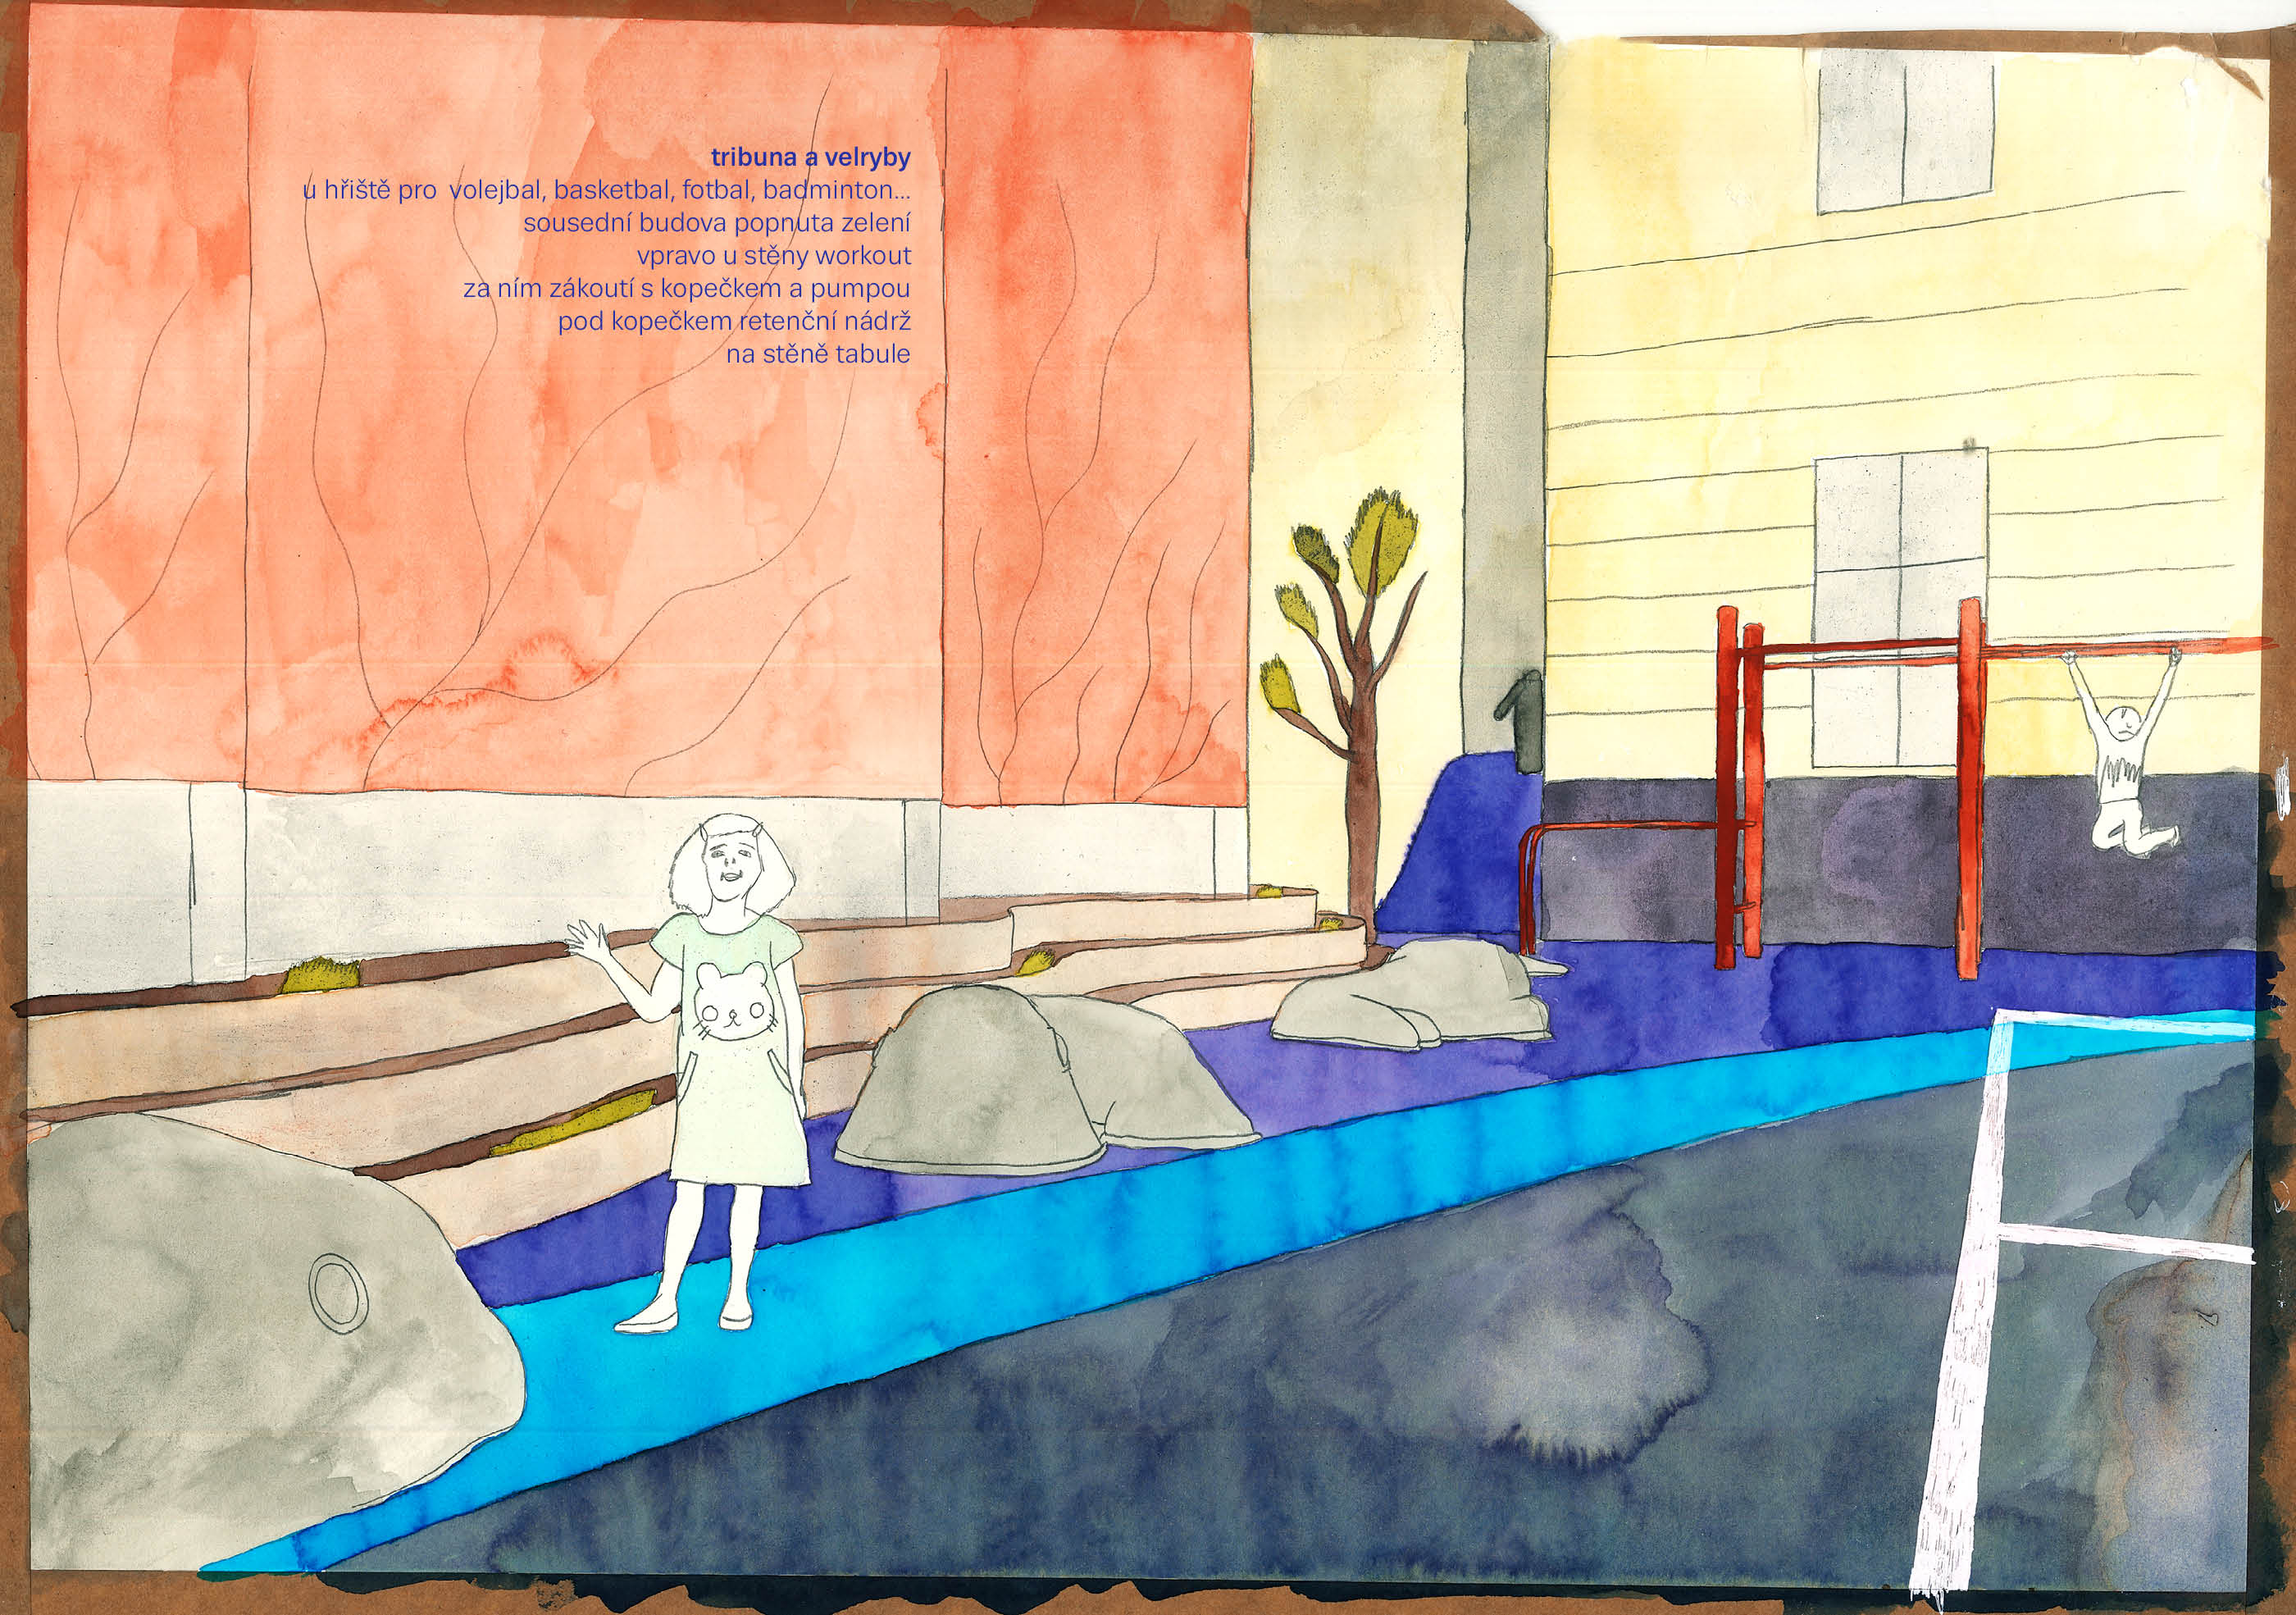 tribuna a velryby
u hřiště pro volejbal, basketbal, fotbal, badminton...
sousední budova popnuta zelení
vpravo u stěny workout
za ním zákoutí s kopečkem a pumpou
pod kopečkem retenční nádrž
na stěně tabule